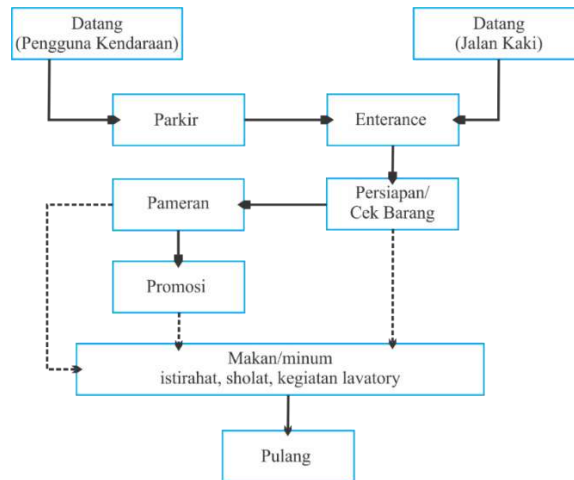 Datang
(Pengguna Kendaraan)
Datang
(Jalan Kaki)
Parkir
Enterance
Pameran
Persiapan/
Cek Barang
Promosi
Makan/minum
istirahat, sholat, kegiatan lavatory
Pulang